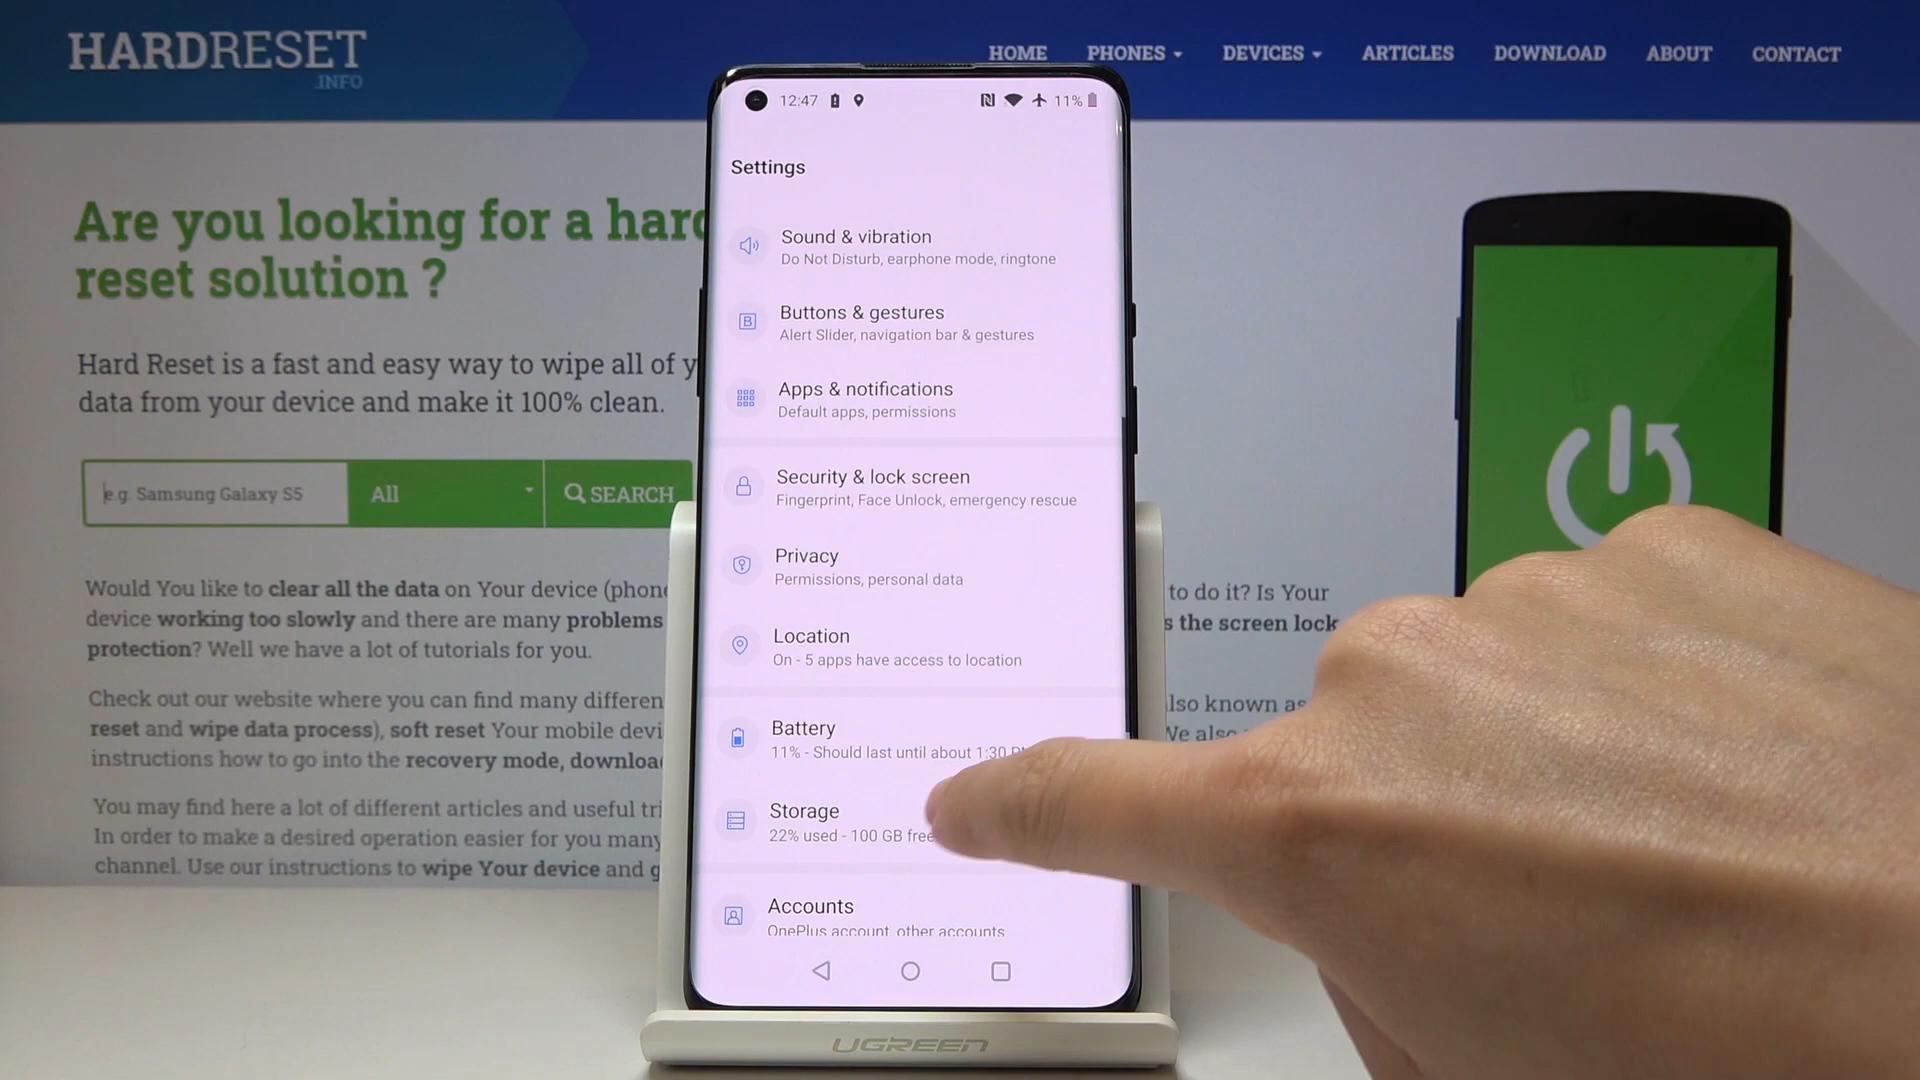 HARDRESET
.INFO
HOME PHONES DEVICES ARTICLES DOWNLOAD ABOUT CONTACT
Are you looking for a hard
reset solution ?
Hard Reset is a fast and easy way to wipe all of y
data from your device and make it 100% clean.
e.g. Samsung Galaxy S5 All SEARCH
Would You like to clear all the data on Your device (phone
device working too slowly and there are many problems
protection? Well we have a lot of tutorials for you.
Check out our website where you can find many differen
reset and wipe data process), soft reset Your mobile devi
instructions how to go into the recovery mode, download
You may find here a lot of different articles and useful tri
In order to make a desired operation easier for you many
channel. Use our instructions to wipe Your device and g
to do it? Is Your
s the screen lock
lso known as
We also
12:47 11%
Settings
Sound & vibration
Do Not Disturb, earphone mode, ringtone
Buttons & gestures
Alert Slider, navigation bar & gestures
Apps & notifications
Default apps, permissions
Security & lock screen
Fingerprint, Face Unlock, emergency rescue
Privacy
Permissions, personal data
Location
On - 5 apps have access to location
Battery
11% - Should last until about 1:30
Storage
22% used - 100 GB free
Accounts
OnePlus account, other accounts
UGREEN